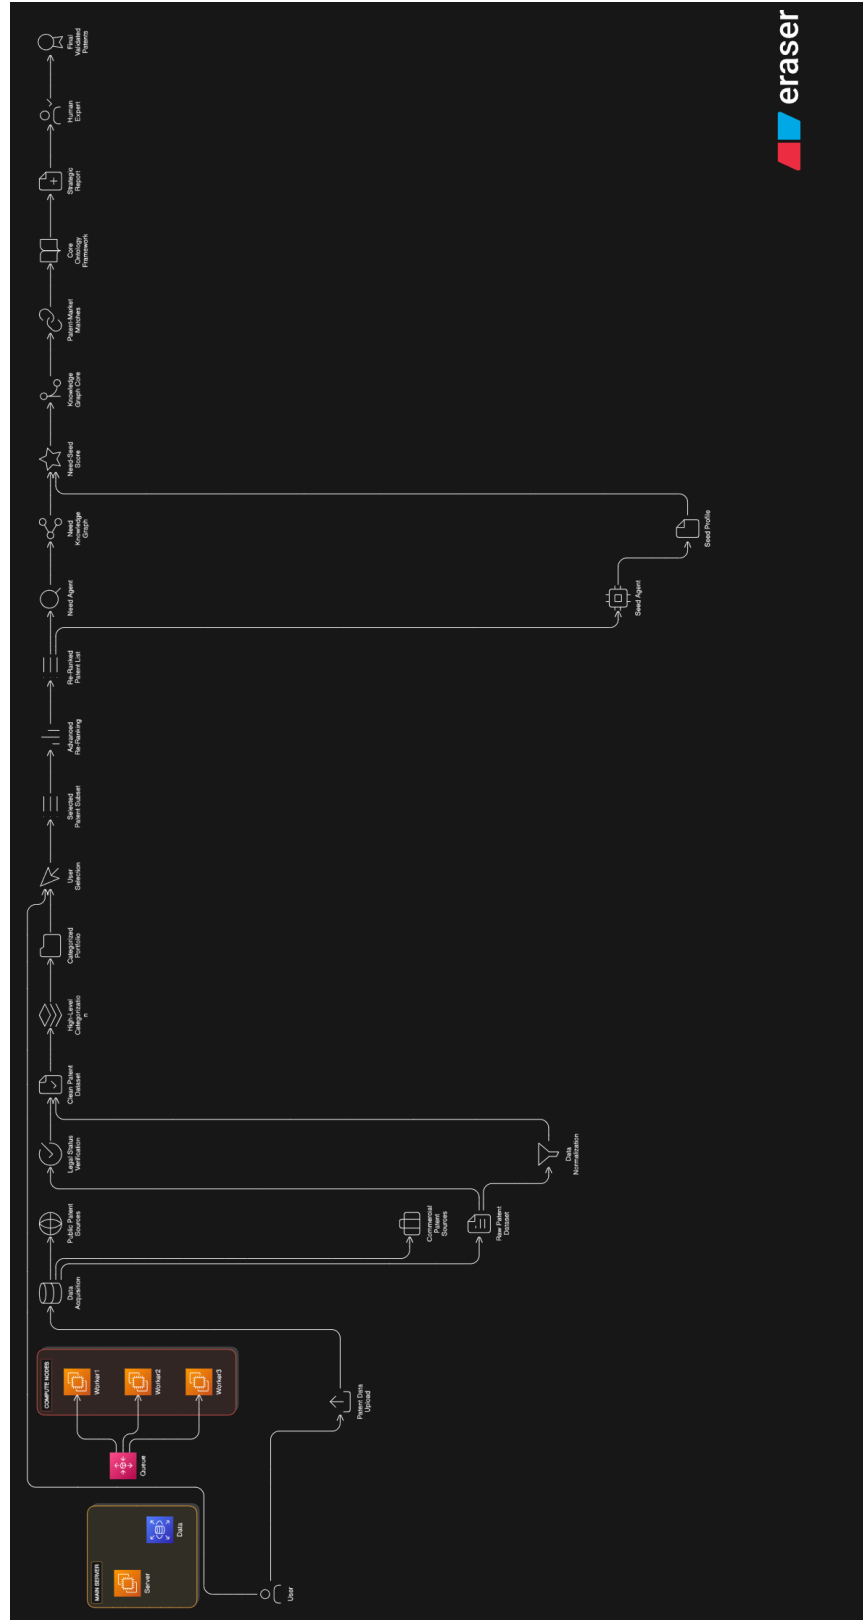 MAIN SERVER
Server
Data
User
Queue
COMPUTE NODES
Worker1
Worker2
Worker3
Patent Data
Upload
Data
Acquisition
Public Patent
Sources
Commercial
Patent
Sources
Raw Patent
Dataset
Legal Status
Verification
Data
Normalization
Clean Patent
Dataset
High-Level
Categorizatio
n
Categorized
Portfolio
User
Selection
Selected
Patent Subset
Advanced
Re-Ranking
Re-Ranked
Patent List
Need Agent
Seed Agent
Need
Knowledge
Graph
Seed Profile
Need-Seed
Score
Knowledge
Graph Core
Patent-Market
Matches
Core
Ontology
Framework
Strategic
Report
Human
Expert
Final
Validated
Patents
eraser